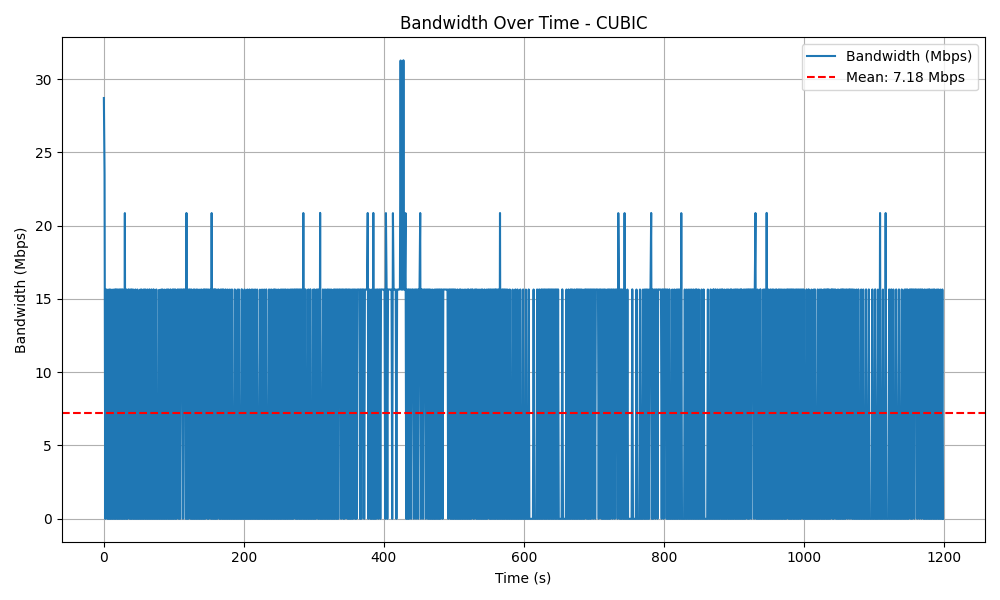 Bandwidth Over Time - CUBIC
Bandwidth (Mbps)
Mean: 7.18 Mbps
Bandwidth (Mbps)
30
25
20
15
10
5
0
0 200 400 600 800 1000 1200
Time (s)